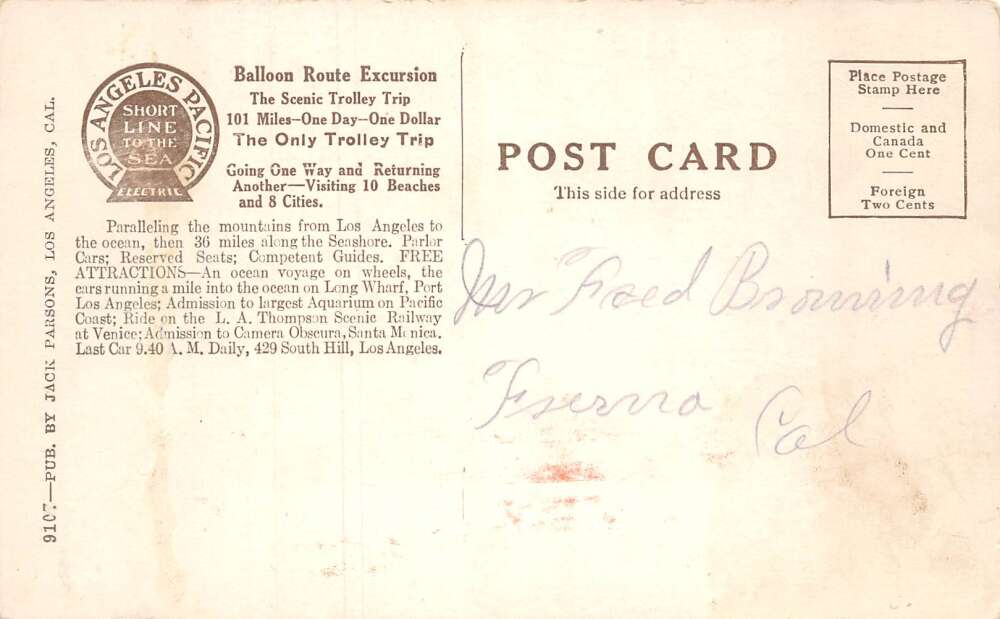 9107—PUB. BY JACK PARSONS, LOS ANGELES, CAL.
LOS ANGELES PACIFIC
SHORT
LINE
TO THE
SEA
ELECTRIC
Balloon Route Excursion
The Scenic Trolley Trip
101 Miles—One Day—One Dollar
The Only Trolley Trip
Going One Way and Returning
Another—Visiting 10 Beaches
and 8 Cities.
Paralleling the mountains from Los Angeles to
the ocean, then 36 miles along the Seashore. Parlor
Cars; Reserved Seats; Competent Guides. FREE
ATTRACTIONS—An ocean voyage on wheels, the
cars running a mile into the ocean on Long Wharf, Port
Los Angeles; Admission to largest Aquarium on Pacific
Coast; Ride on the L. A. Thompson Scenic Railway
at Venice; Admission to Camera Obscura, Santa Monica.
Last Car 9.40 A. M. Daily, 429 South Hill, Los Angeles.
POST CARD
This side for address
Place Postage
Stamp Here
Domestic and
Canada
One Cent
Foreign
Two Cents
Mr Fred Browning
Fresno
Cal